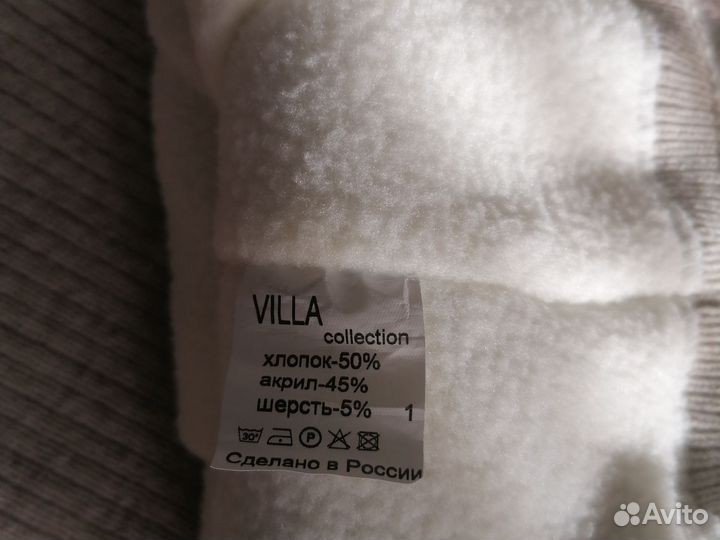 VILLA
collection
хлопок-50%
акрил-45%
шерсть-5% 1
30° P
Сделано в России
Avito